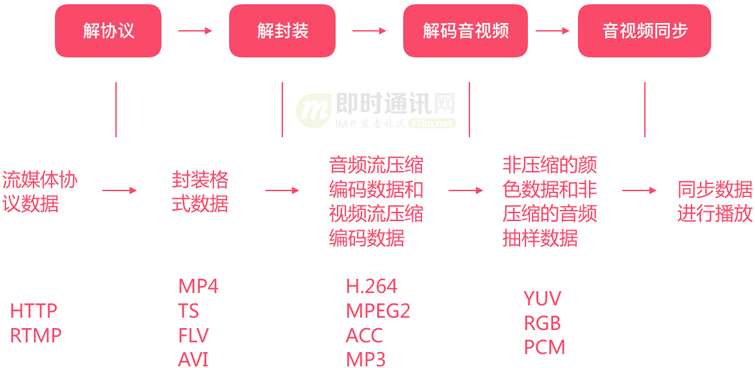 解协议
解封装
解码音视频
音视频同步
即时通讯网
IM开发者社区 52im.net
流媒体协
议数据
封装格
式数据
音频流压缩
编码数据和
视频流压缩
编码数据
非压缩的颜
色数据和非
压缩的音频
抽样数据
同步数据
进行播放
HTTP
RTMP
MP4
TS
FLV
AVI
H.264
MPEG2
ACC
MP3
YUV
RGB
PCM